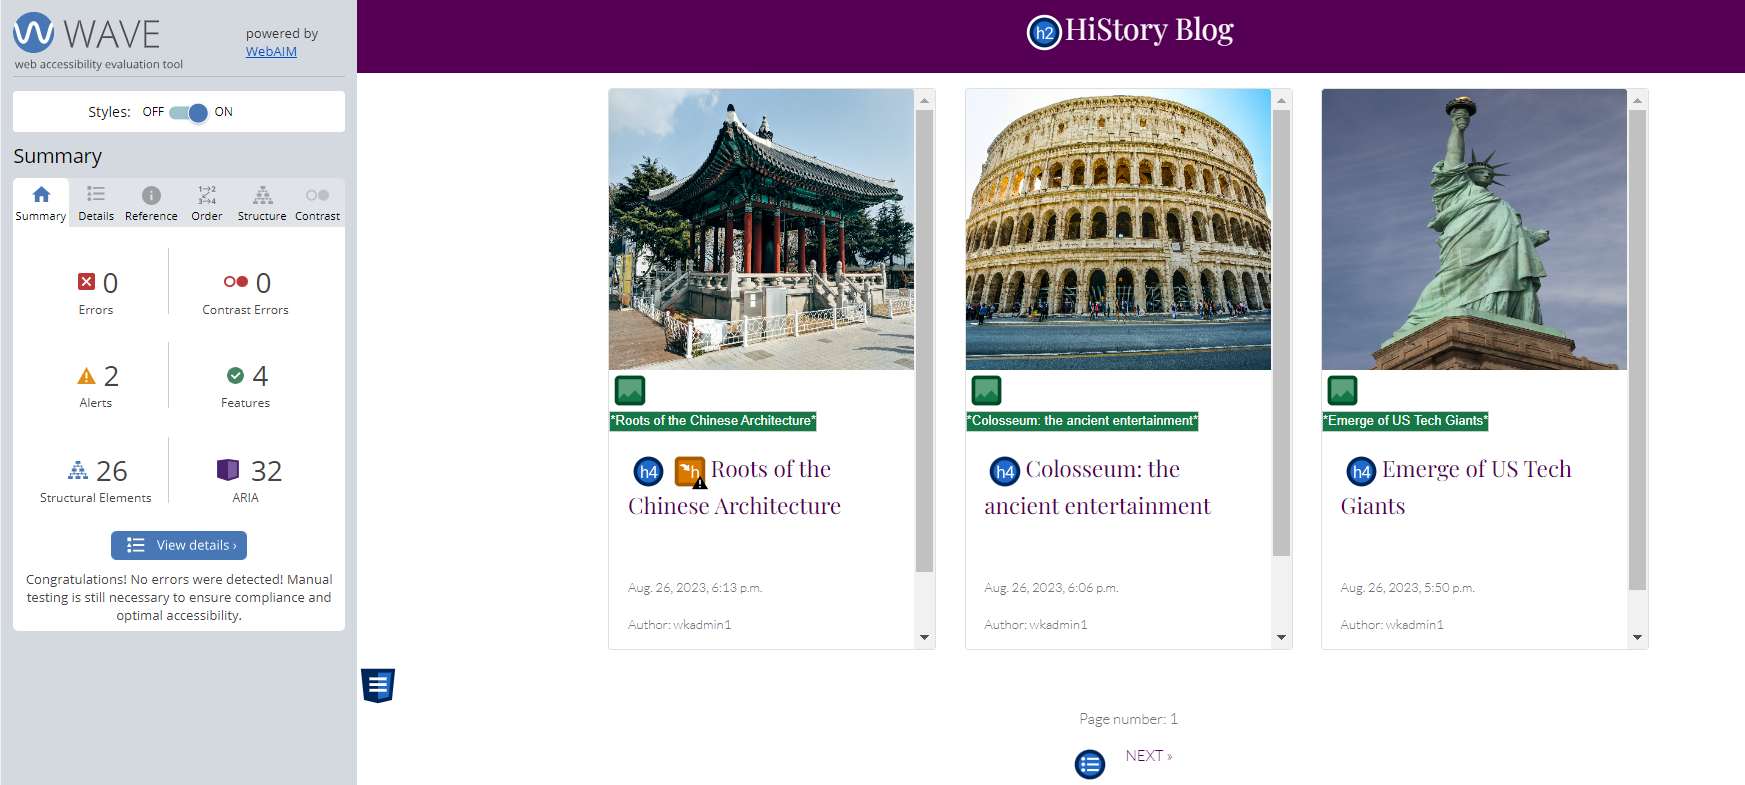 WAVE
powered by
WebAIM
web accessibility evaluation tool
Styles: OFF ON
Summary
Summary Details Reference Order Structure Contrast
0
Errors
0
Contrast Errors
2
Alerts
4
Features
26
Structural Elements
32
ARIA
View details ›
Congratulations! No errors were detected! Manual
testing is still necessary to ensure compliance and
optimal accessibility.
h2 HiStory Blog
*Roots of the Chinese Architecture*
h4 h Roots of the
Chinese Architecture
Aug. 26, 2023, 6:13 p.m.
Author: wkadmin1
*Colosseum: the ancient entertainment*
h4 Colosseum: the
ancient entertainment
Aug. 26, 2023, 6:06 p.m.
Author: wkadmin1
*Emerge of US Tech Giants*
h4 Emerge of US Tech
Giants
Aug. 26, 2023, 5:50 p.m.
Author: wkadmin1
Page number: 1
NEXT »